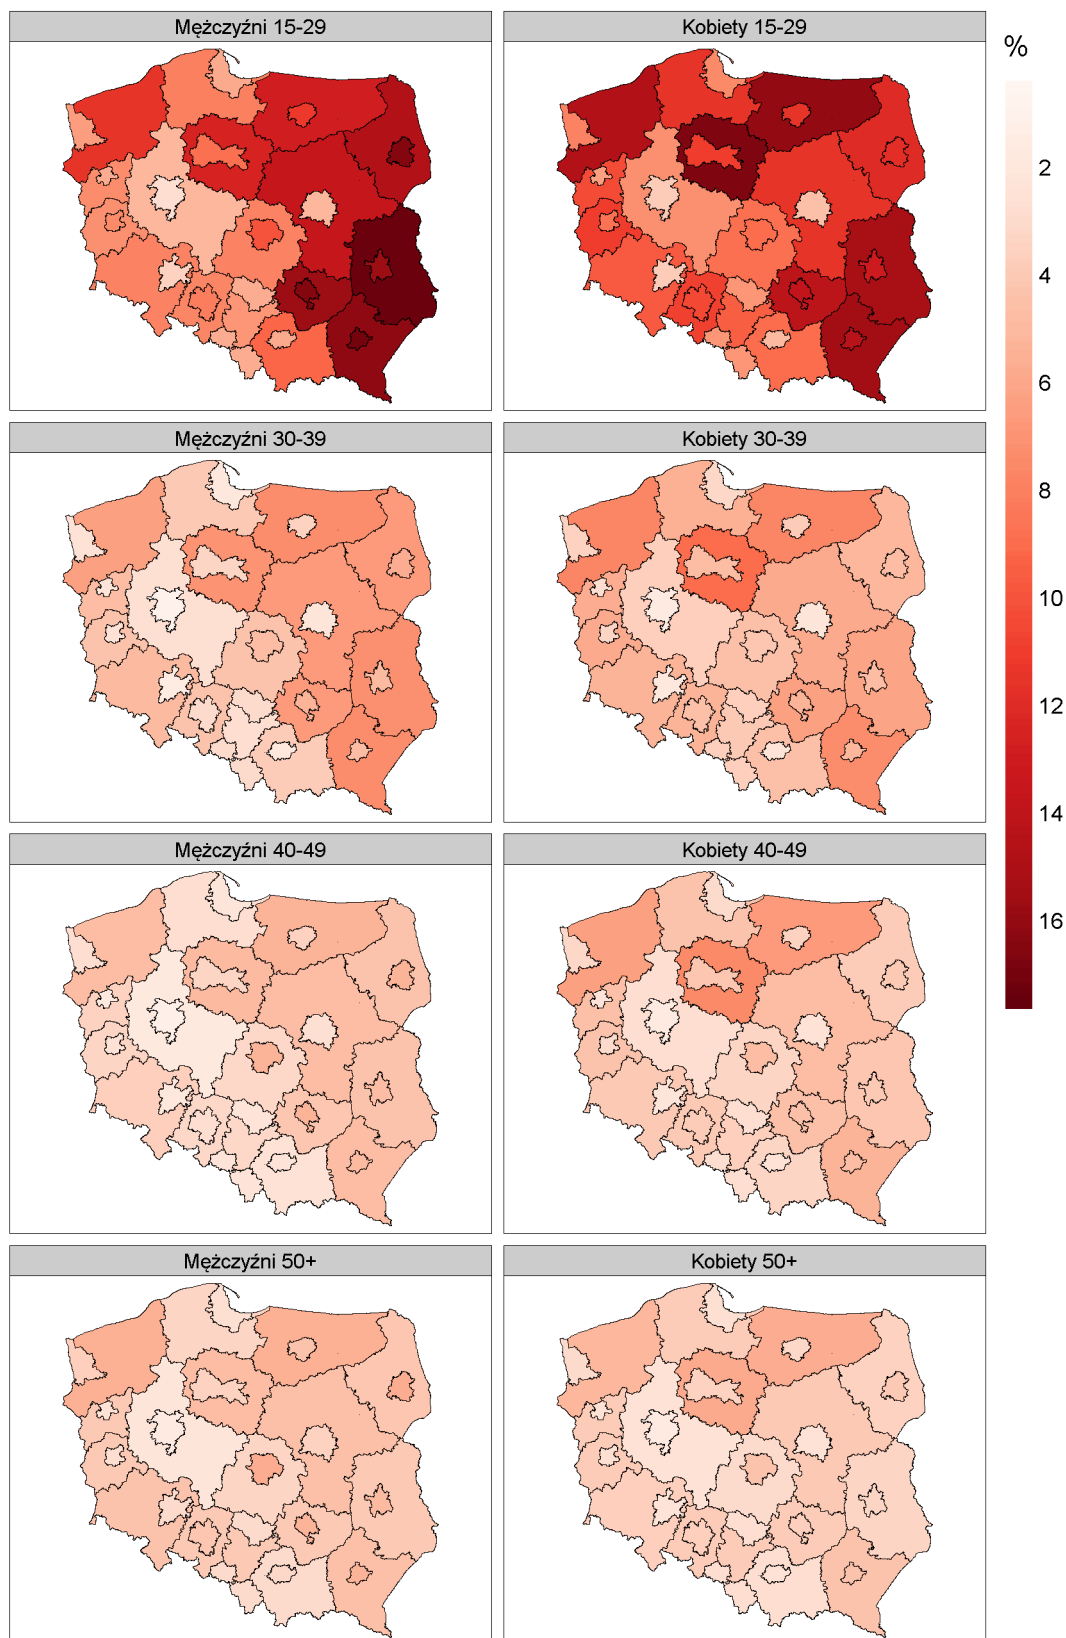 Mężczyźni 15-29
Kobiety 15-29
%
2
4
6
8
10
12
14
16
Mężczyźni 30-39
Kobiety 30-39
Mężczyźni 40-49
Kobiety 40-49
Mężczyźni 50+
Kobiety 50+